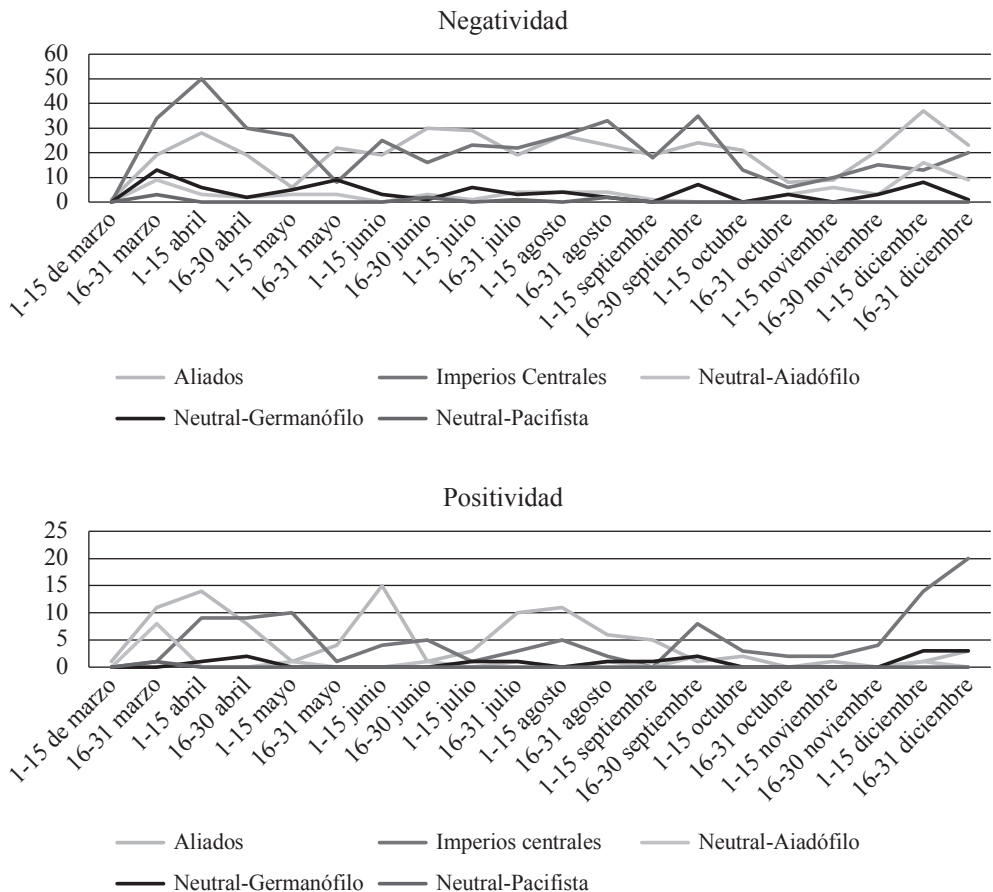 Negatividad
60
50
40
30
20
10
0
1-15 de marzo
16-31 marzo
1-15 abril
16-30 abril
1-15 mayo
16-31 mayo
1-15 junio
16-30 junio
1-15 julio
16-31 julio
1-15 agosto
16-31 agosto
1-15 septiembre
16-30 septiembre
1-15 octubre
16-31 octubre
1-15 noviembre
16-30 noviembre
1-15 diciembre
16-31 diciembre
Aliados Imperios Centrales Neutral-Aiadófilo
Neutral-Germanófilo Neutral-Pacifista
Positividad
25
20
15
10
5
0
1-15 de marzo
16-31 marzo
1-15 abril
16-30 abril
1-15 mayo
16-31 mayo
1-15 junio
16-30 junio
1-15 julio
16-31 julio
1-15 agosto
16-31 agosto
1-15 septiembre
16-30 septiembre
1-15 octubre
16-31 octubre
1-15 noviembre
16-30 noviembre
1-15 diciembre
16-31 diciembre
Aliados Imperios centrales Neutral-Aiadófilo
Neutral-Germanófilo Neutral-Pacifista